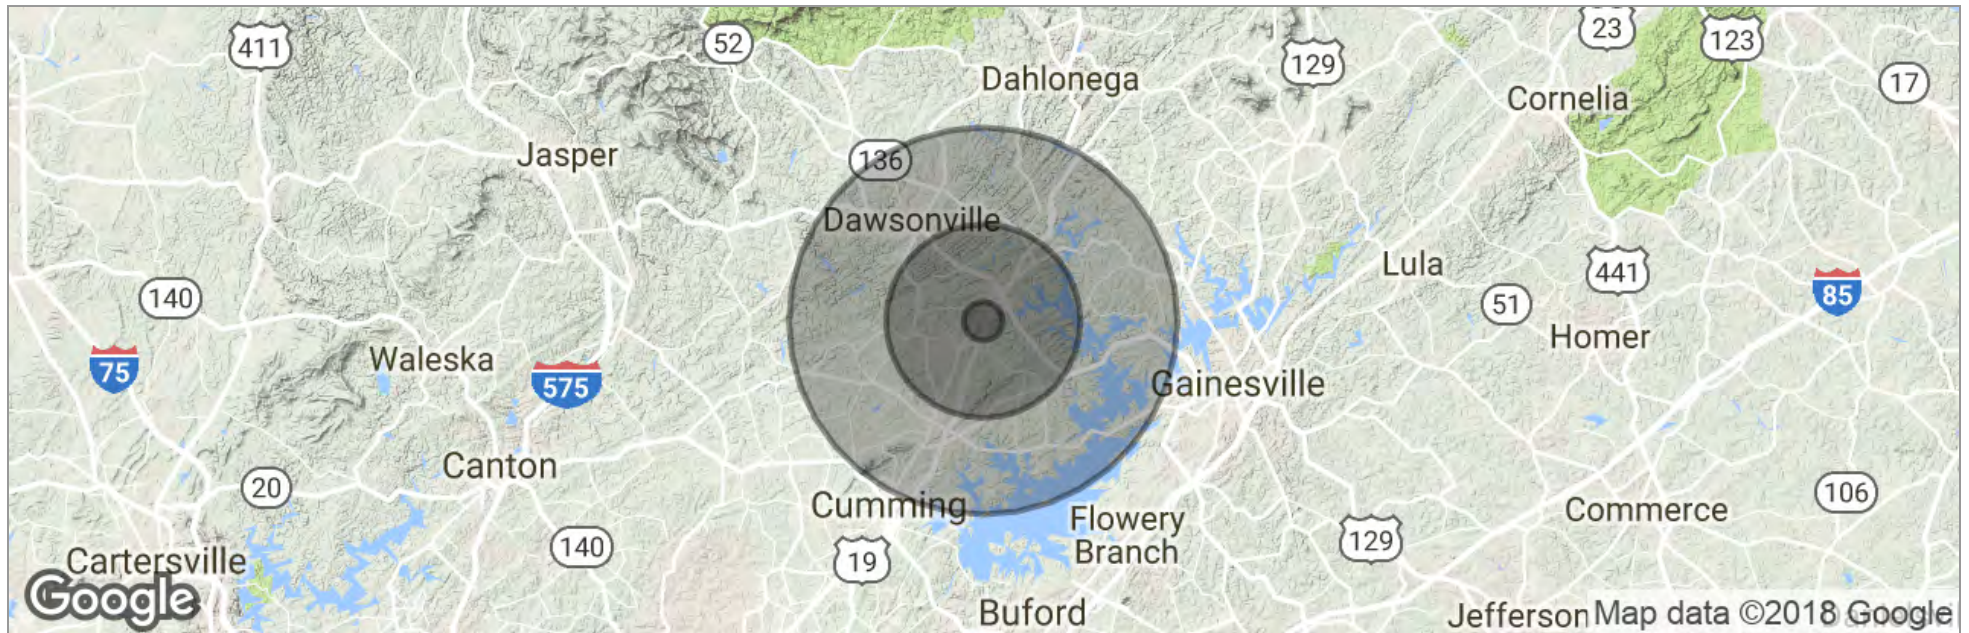 411
52
Dahlonega
129
23
123
17
Cornelia
Jasper
136
Dawsonville
Lula
441
51
85
140
Homer
75
Waleska
575
Gainesville
Canton
20
Cumming
106
Commerce
Flowery
Branch
129
140
19
Cartersville
Google
Buford
Jefferson
Map data ©2018 Google